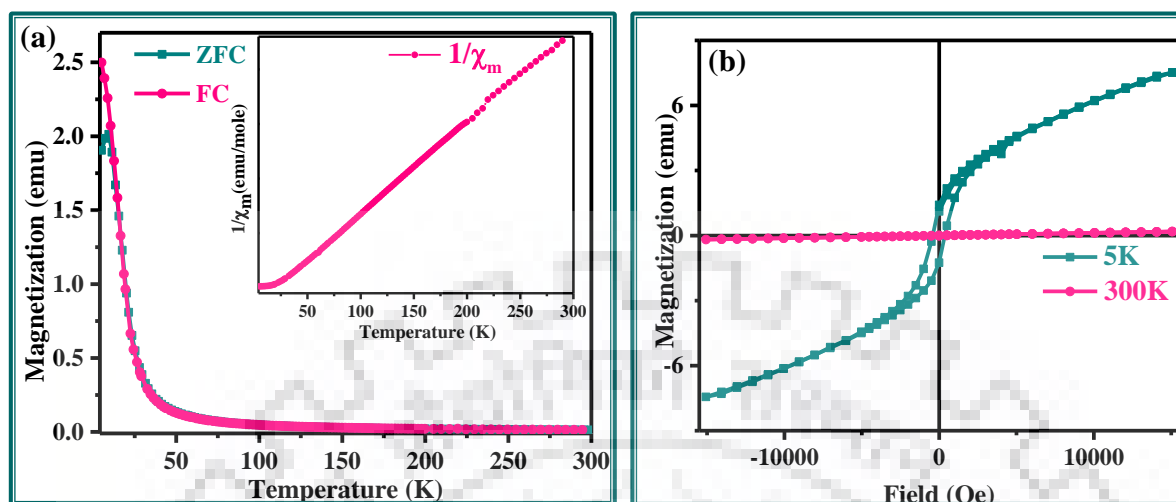 (a)
ZFC
FC
2.5
2.0
1.5
1.0
0.5
0.0
Magnetization (emu)
50
100
150
200
250
300
Temperature (K)
1/χm
1/χm(emu/mole)
50
100
150
200
250
300
Temperature (K)
(b)
6
0
-6
Magnetization (emu)
5K
300K
-10000
0
10000
Field (Oe)